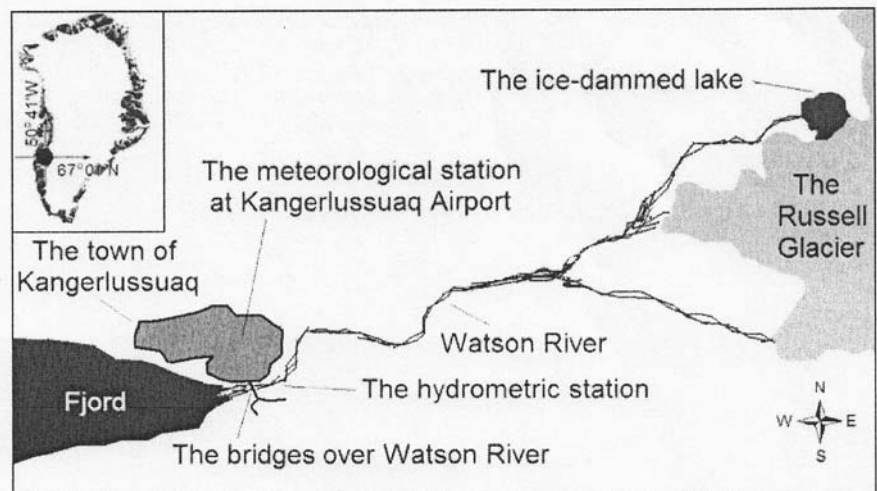 50°41'W
67°00'N
The ice-dammed lake
The meteorological station
at Kangerlussuaq Airport
The Russell
Glacier
The town of
Kangerlussuaq
Watson River
The hydrometric station
Fjord
The bridges over Watson River
N
W E
S